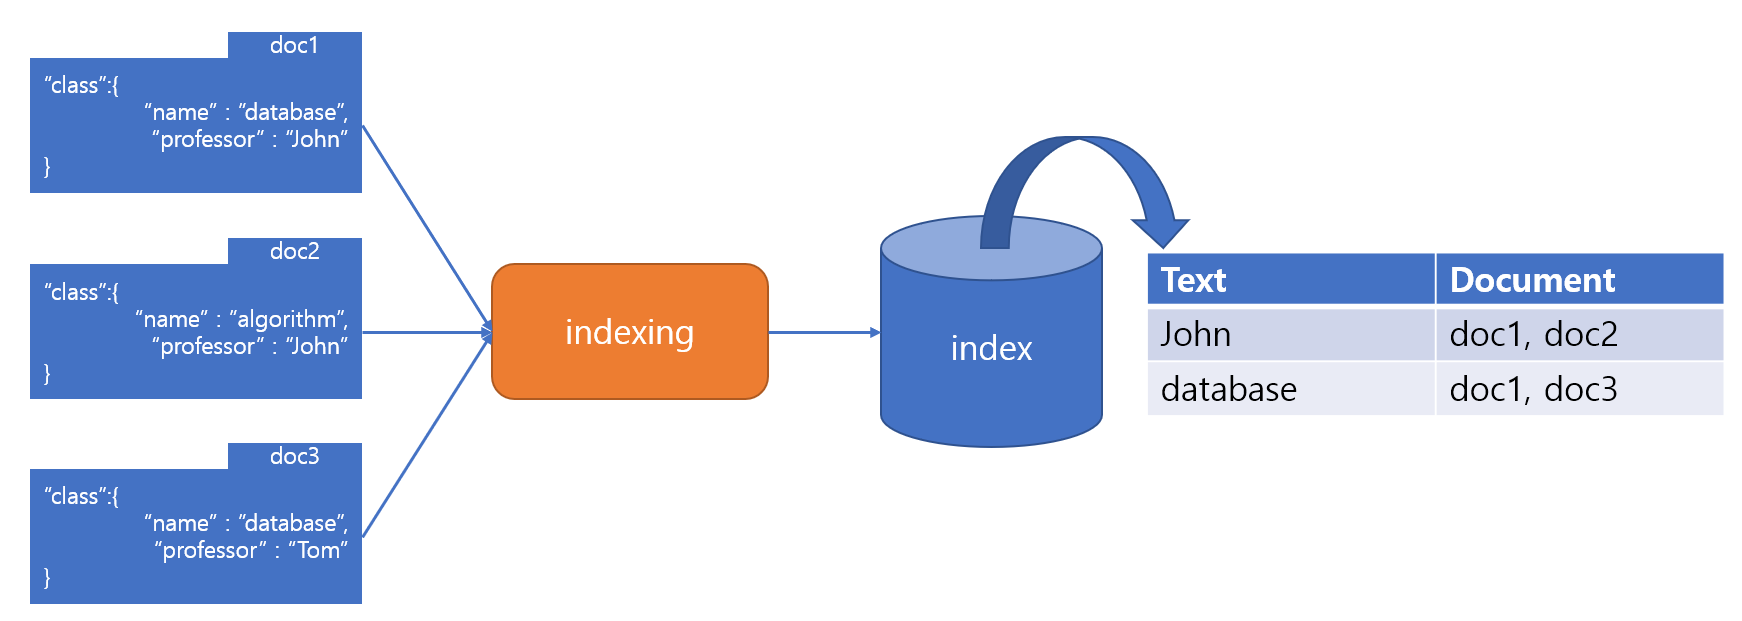 doc1
“class”:{
“name” : “database”,
“professor” : “John”
}
doc2
“class”:{
“name” : “algorithm”,
“professor” : “John”
}
doc3
“class”:{
“name” : “database”,
“professor” : “Tom”
}
indexing
index
Text Document
John doc1, doc2
database doc1, doc3